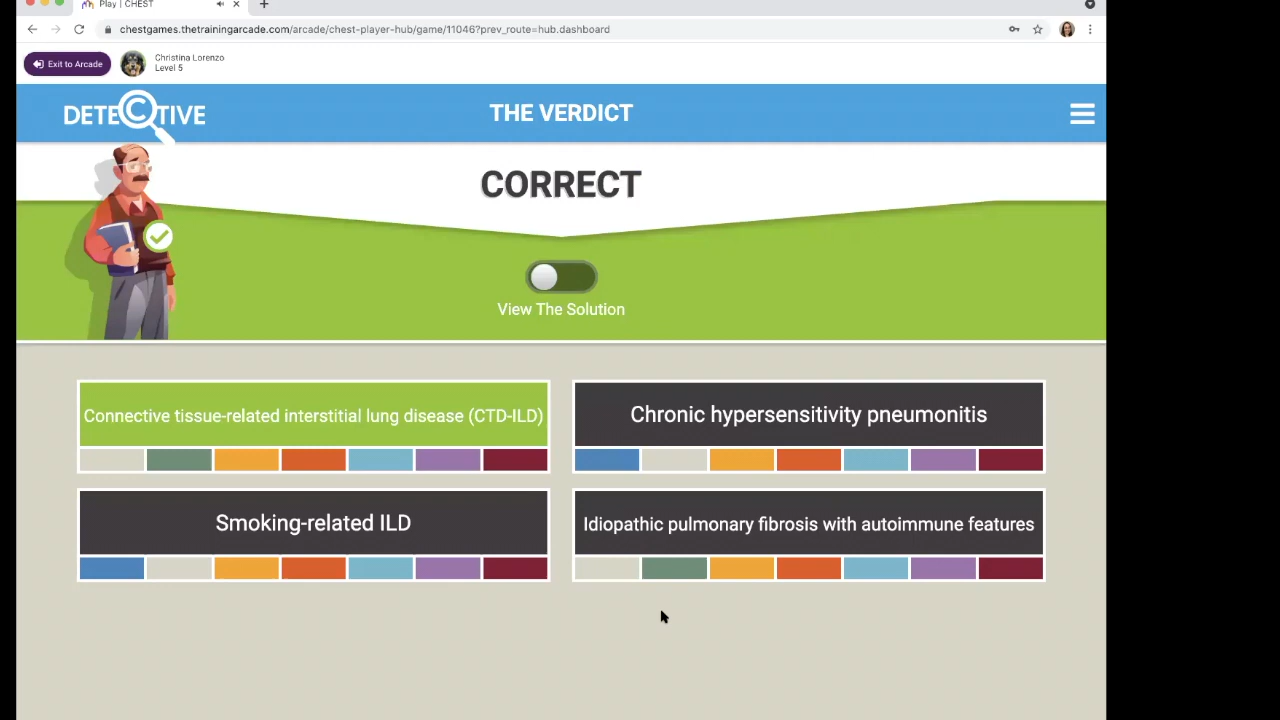 Play | CHEST
chestgames.thetrainingarcade.com/arcade/chest-player-hub/game/11046?prev_route=hub.dashboard
Exit to Arcade
Christina Lorenzo
Level 5
DETECTIVE
THE VERDICT
CORRECT
View The Solution
Connective tissue-related interstitial lung disease (CTD-ILD)
Chronic hypersensitivity pneumonitis
Smoking-related ILD
Idiopathic pulmonary fibrosis with autoimmune features